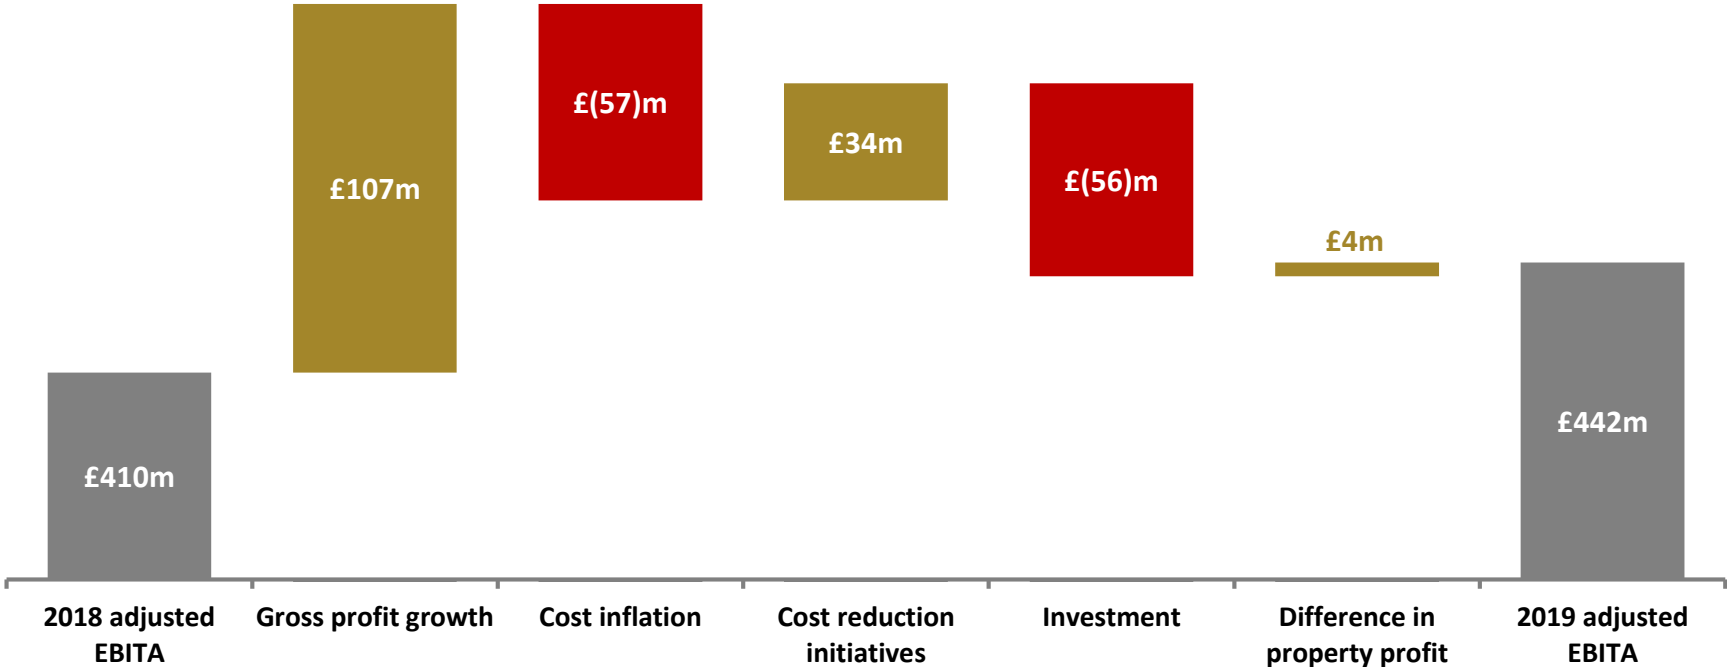 £410m
£107m
£(57)m
£34m
£(56)m
£4m
£442m
2018 adjusted
EBITA
Gross profit growth
Cost inflation
Cost reduction
initiatives
Investment
Difference in
property profit
2019 adjusted
EBITA